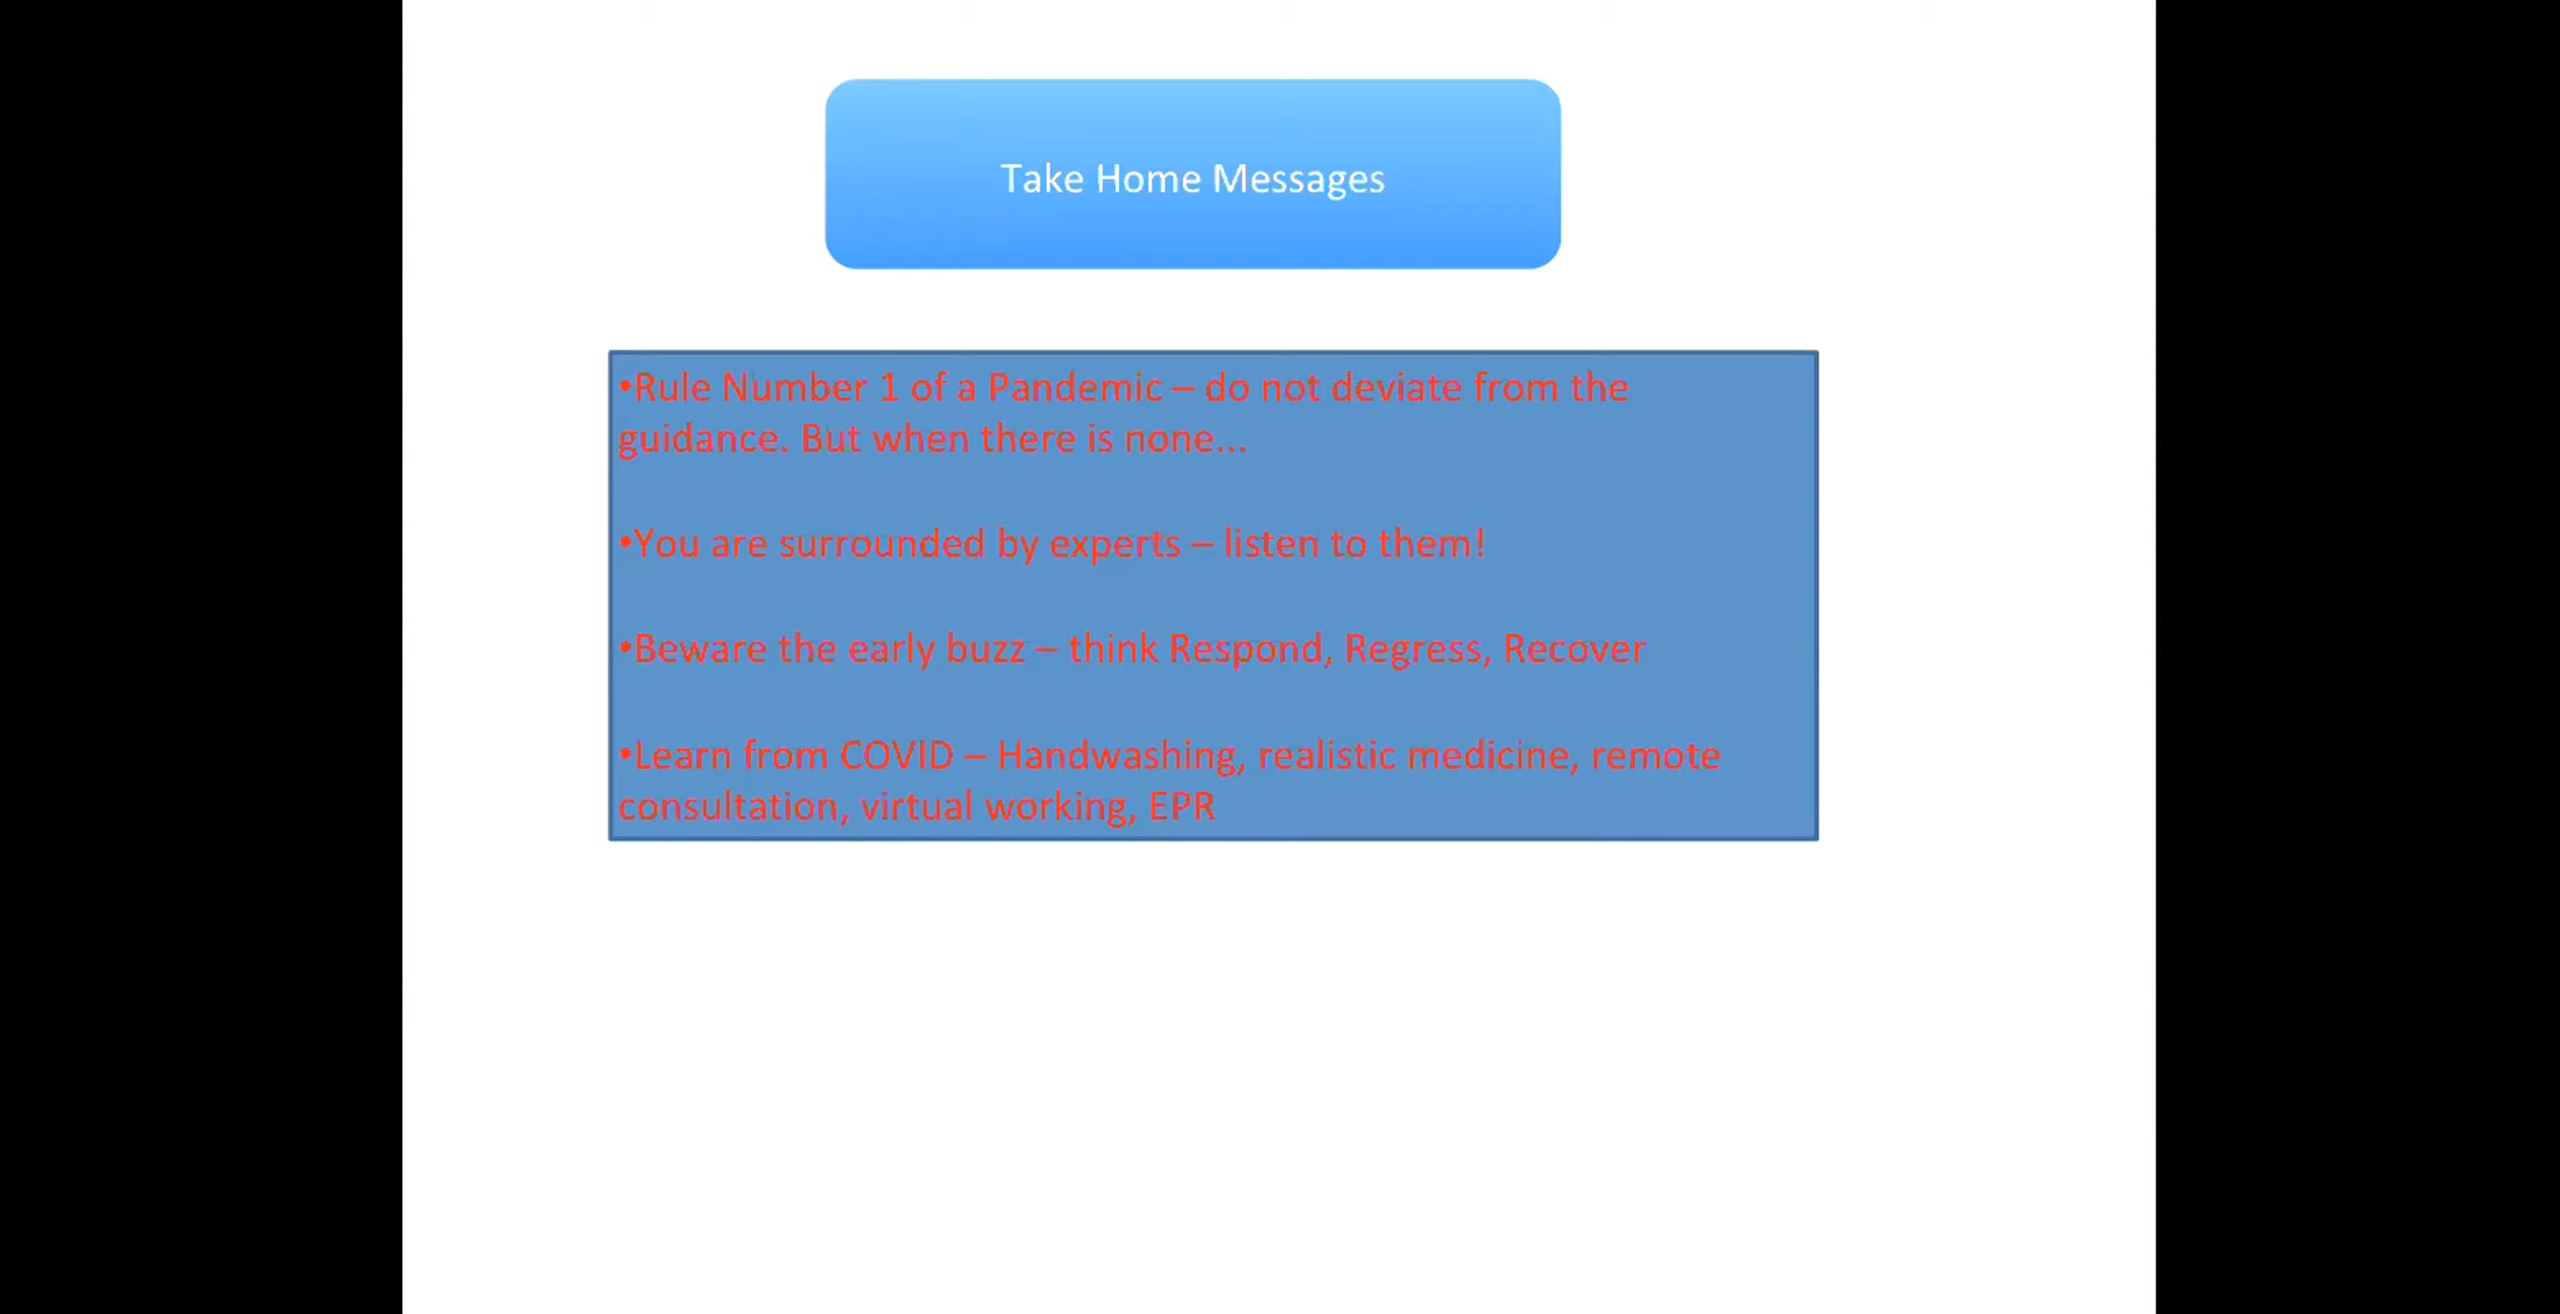 Take Home Messages
•Rule Number 1 of a Pandemic – do not deviate from the
guidance. But when there is none...
•You are surrounded by experts – listen to them!
•Beware the early buzz – think Respond, Regress, Recover
•Learn from COVID – Handwashing, realistic medicine, remote
consultation, virtual working, EPR